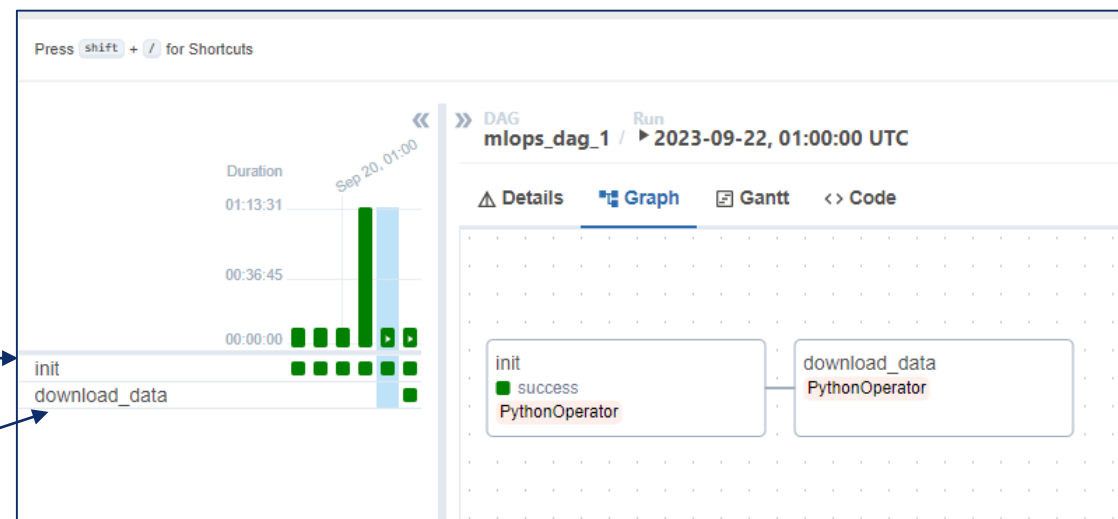 Press shift + / for Shortcuts
DAG
Run
mlops_dag_1 / 2023-09-22, 01:00:00 UTC
Sep 20, 01:00
Duration
01:13:31
00:36:45
00:00:00
init
download_data
Details
Graph
Gantt
<> Code
init
success
PythonOperator
download_data
PythonOperator